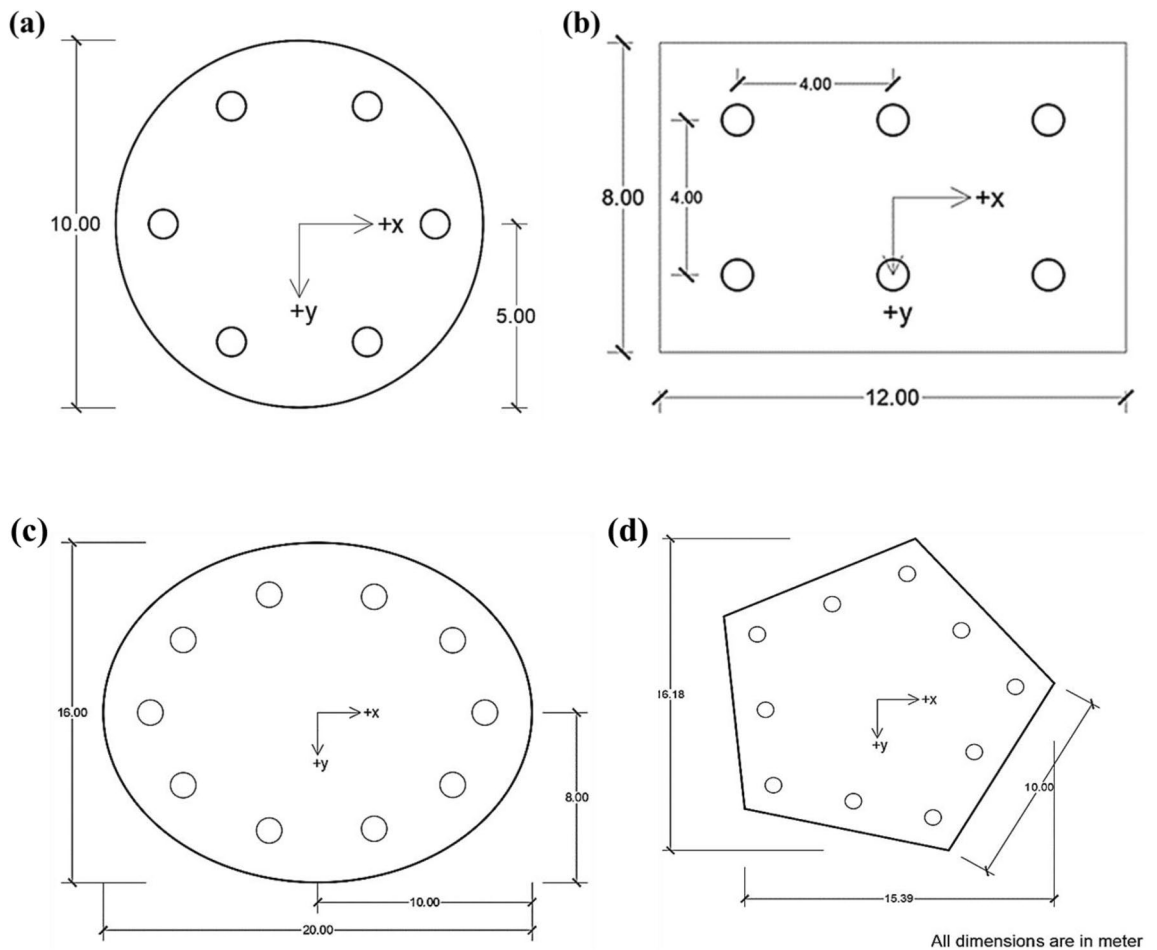 (a)
10.00
+x
+y
5.00
(b)
4.00
8.00
4.00
+x
+y
12.00
(c)
16.00
+x
+y
8.00
10.00
20.00
(d)
16.18
+x
+y
10.00
15.39
All dimensions are in meter